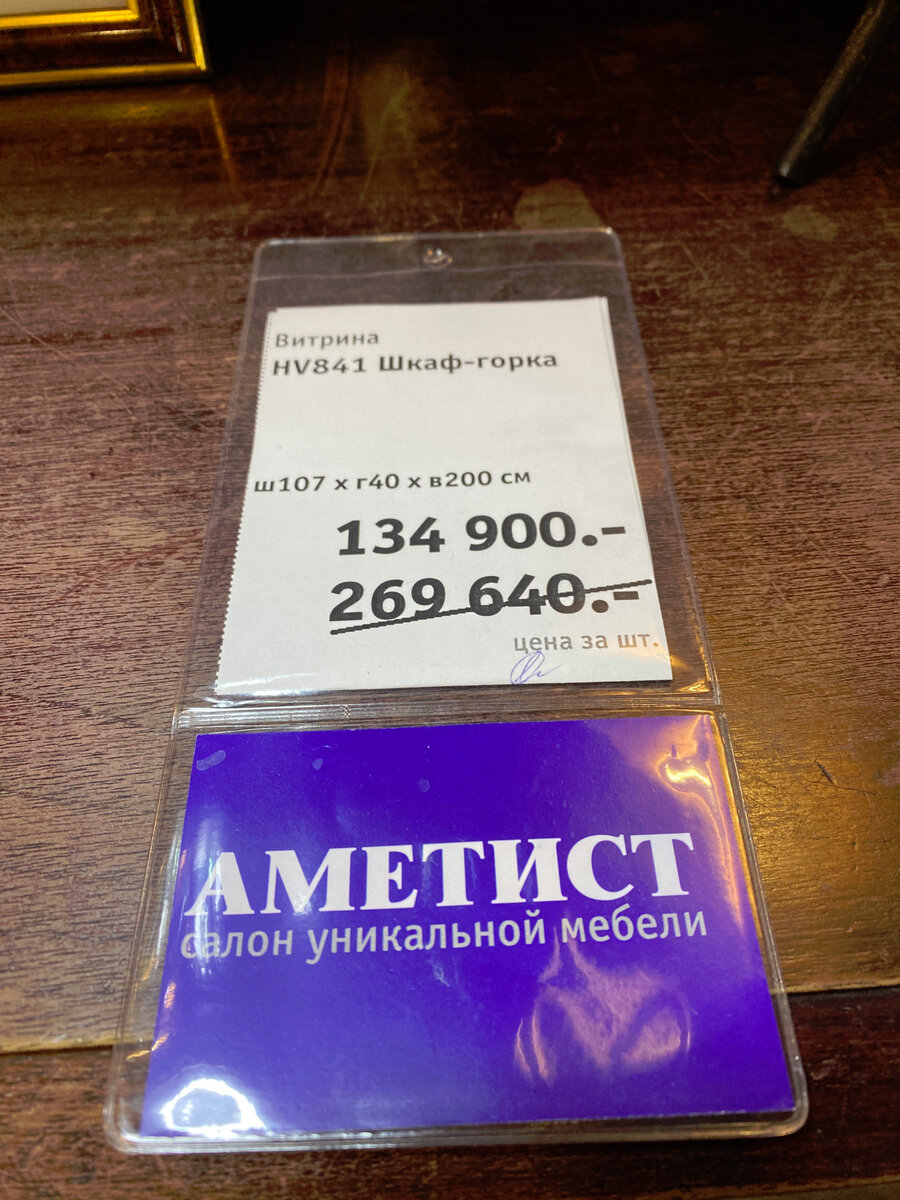 Витрина
HV841 Шкаф-горка
ш107 х г40 х в200 см
134 900.-
269 640.-
цена за шт.
АМЕТИСТ
салон уникальной мебели